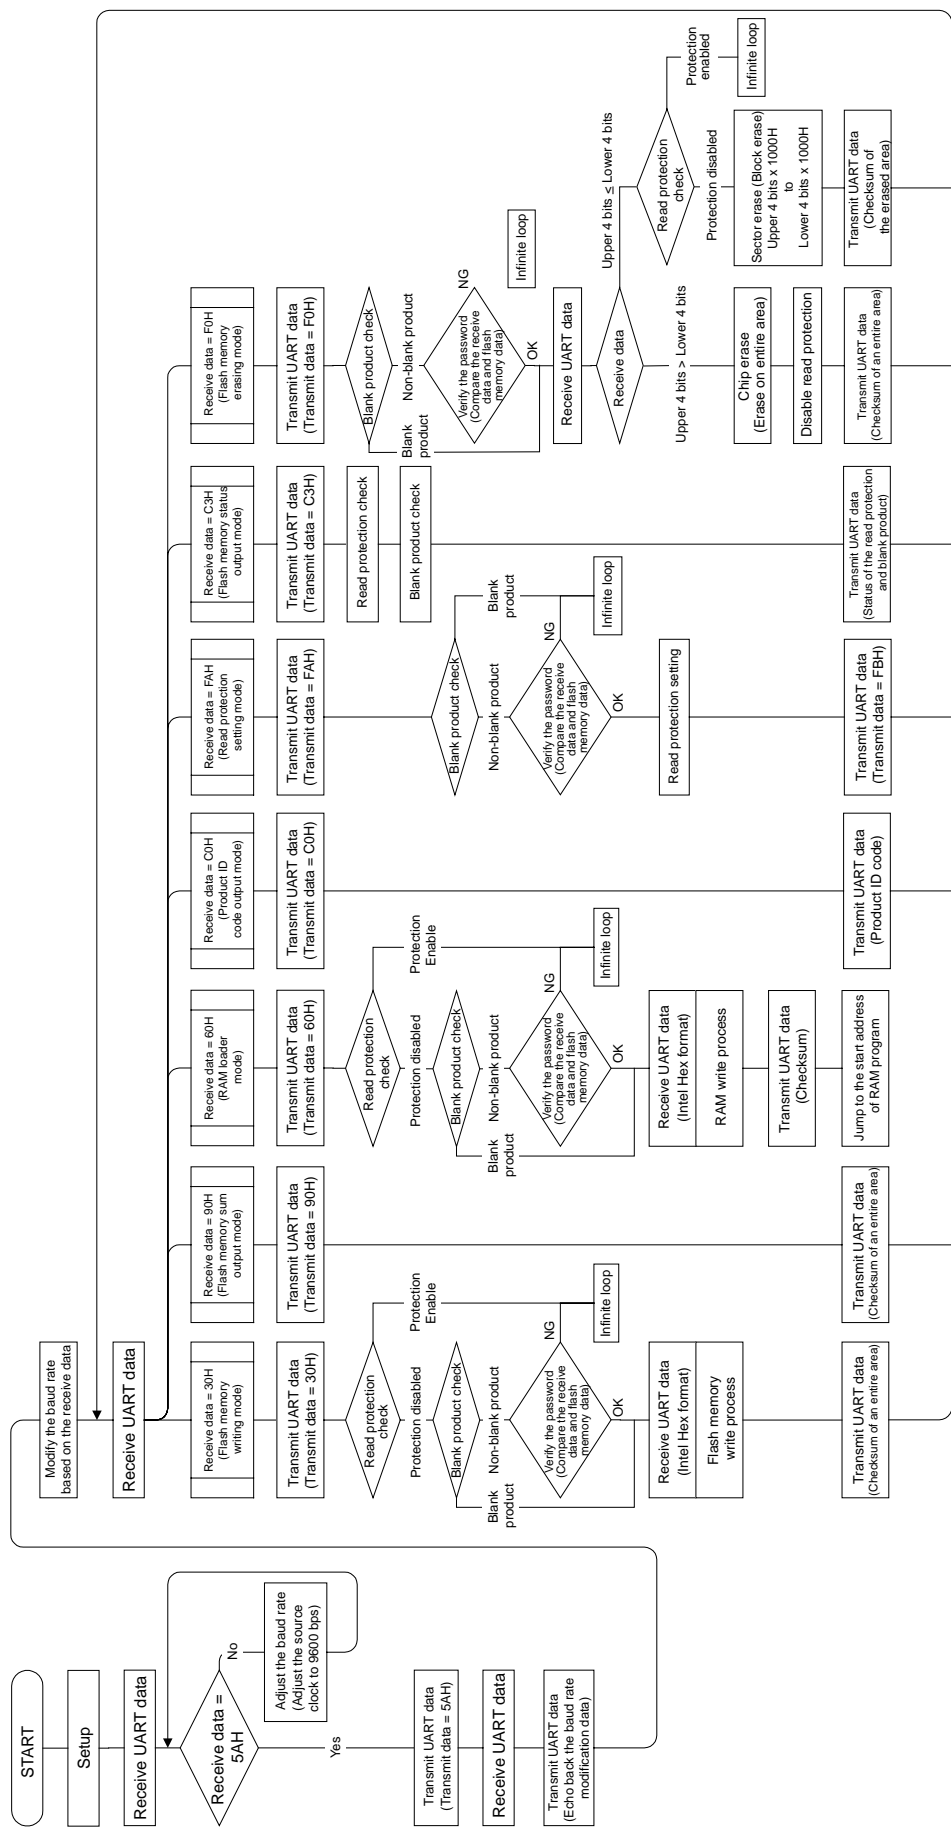 START
Setup
Receive UART data
Receive data =
5AH
No
Adjust the baud rate
(Adjust the source
clock to 9600 bps)
Yes
Transmit UART data
(Transmit data = 5AH)
Receive UART data
Transmit UART data
(Echo back the baud rate
modification data)
Modify the baud rate
based on the receive data
Receive UART data
Receive data = 30H
(Flash memory
writing mode)
Transmit UART data
(Transmit data = 30H)
Read protection
check
Protection
Enable
Protection disabled
Blank product check
Blank
product
Non-blank product
Verify the password
(Compare the receive
data and flash
memory data)
NG
Infinite loop
OK
Receive UART data
(Intel Hex format)
Flash memory
write process
Transmit UART data
(Checksum of an entire area)
Receive data = 90H
(Flash memory sum
output mode)
Transmit UART data
(Transmit data = 90H)
Transmit UART data
(Checksum of an entire area)
Receive data = 60H
(RAM loader
mode)
Transmit UART data
(Transmit data = 60H)
Read protection
check
Protection
Enable
Protection disabled
Blank product check
Blank
product
Non-blank product
Verify the password
(Compare the receive
data and flash
memory data)
NG
Infinite loop
OK
Receive UART data
(Intel Hex format)
RAM write process
Transmit UART data
(Checksum)
Jump to the start address
of RAM program
Receive data = C0H
(Product ID
code output mode)
Transmit UART data
(Transmit data = C0H)
Transmit UART data
(Product ID code)
Receive data = FAH
(Read protection
setting mode)
Transmit UART data
(Transmit data = FAH)
Blank product check
Blank
product
Non-blank product
Verify the password
(Compare the receive
data and flash
memory data)
NG
Infinite loop
OK
Read protection setting
Transmit UART data
(Transmit data = FBH)
Receive data = C3H
(Flash memory status
output mode)
Transmit UART data
(Transmit data = C3H)
Read protection check
Blank product check
Transmit UART data
(Status of the read protection
and blank product)
Receive data = F0H
(Flash memory
erasing mode)
Transmit UART data
(Transmit data = F0H)
Blank product check
Blank
product
Non-blank product
Verify the password
(Compare the receive
data and flash
memory data)
NG
Infinite loop
OK
Receive UART data
Receive data
Upper 4 bits > Lower 4 bits
Chip erase
(Erase on entire area)
Disable read protection
Transmit UART data
(Checksum of an entire area)
Upper 4 bits ≤ Lower 4 bits
Read protection
check
Protection
enabled
Infinite loop
Protection disabled
Sector erase (Block erase)
Upper 4 bits x 1000H
to
Lower 4 bits x 1000H
Transmit UART data
(Checksum of
the erased area)